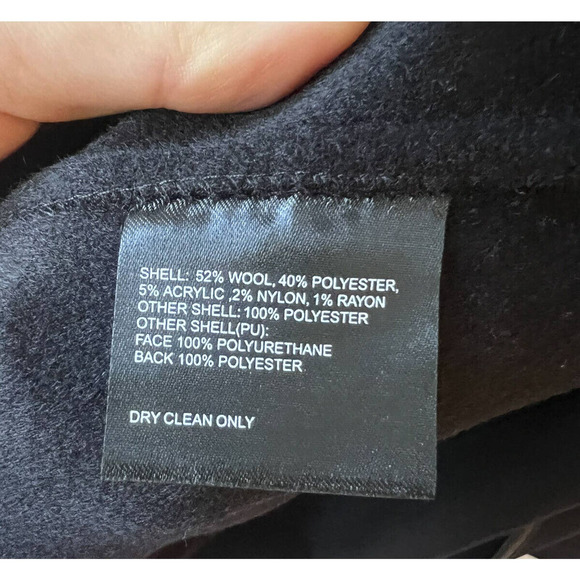 SHELL: 52% WOOL, 40% POLYESTER,
5% ACRYLIC ,2% NYLON, 1% RAYON
OTHER SHELL: 100% POLYESTER
OTHER SHELL(PU):
FACE 100% POLYURETHANE
BACK 100% POLYESTER
DRY CLEAN ONLY